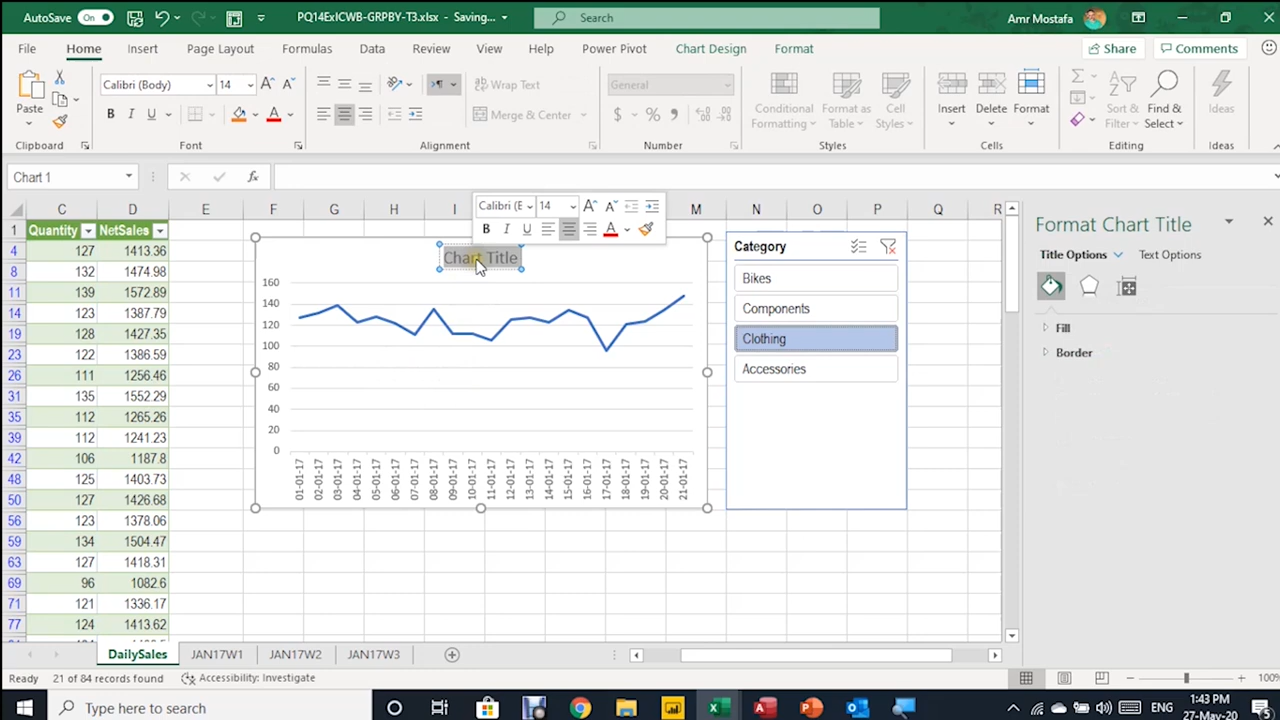 AutoSave On PQ14ExICWB-GRPBY-T3.xlsx - Saving... Search Amr Mostafa
File Home Insert Page Layout Formulas Data Review View Help Power Pivot Chart Design Format Share Comments
Calibri (Body) 14 Wrap Text General
Paste B I U Merge & Center $ % Conditional Formatting Format as Table Cell Styles Insert Delete Format Sort & Filter Find & Select Ideas
Clipboard Font Alignment Number Styles Cells Editing Ideas
Chart 1 fx
C D E F G H I M N O P Q R
1 Quantity NetSales
4 127 1413.36
8 132 1474.98
11 139 1572.89
14 123 1387.79
19 128 1427.35
23 122 1386.59
26 111 1256.46
31 135 1552.29
35 112 1265.26
39 112 1241.23
42 106 1187.8
48 125 1403.73
50 127 1426.68
56 123 1378.06
59 134 1504.47
63 127 1418.31
69 96 1082.6
71 121 1336.17
77 124 1413.62
Calibri (E 14
B I U A
Chart Title
160
140
120
100
80
60
40
20
0
01-01-17 02-01-17 03-01-17 04-01-17 05-01-17 06-01-17 07-01-17 08-01-17 09-01-17 10-01-17 11-01-17 12-01-17 13-01-17 14-01-17 15-01-17 16-01-17 17-01-17 18-01-17 19-01-17 20-01-17 21-01-17
Category
Bikes
Components
Clothing
Accessories
Format Chart Title
Title Options Text Options
Fill
Border
DailySales JAN17W1 JAN17W2 JAN17W3
Ready 21 of 84 records found Accessibility: Investigate 100%
Type here to search ENG 1:43 PM
27-May-20